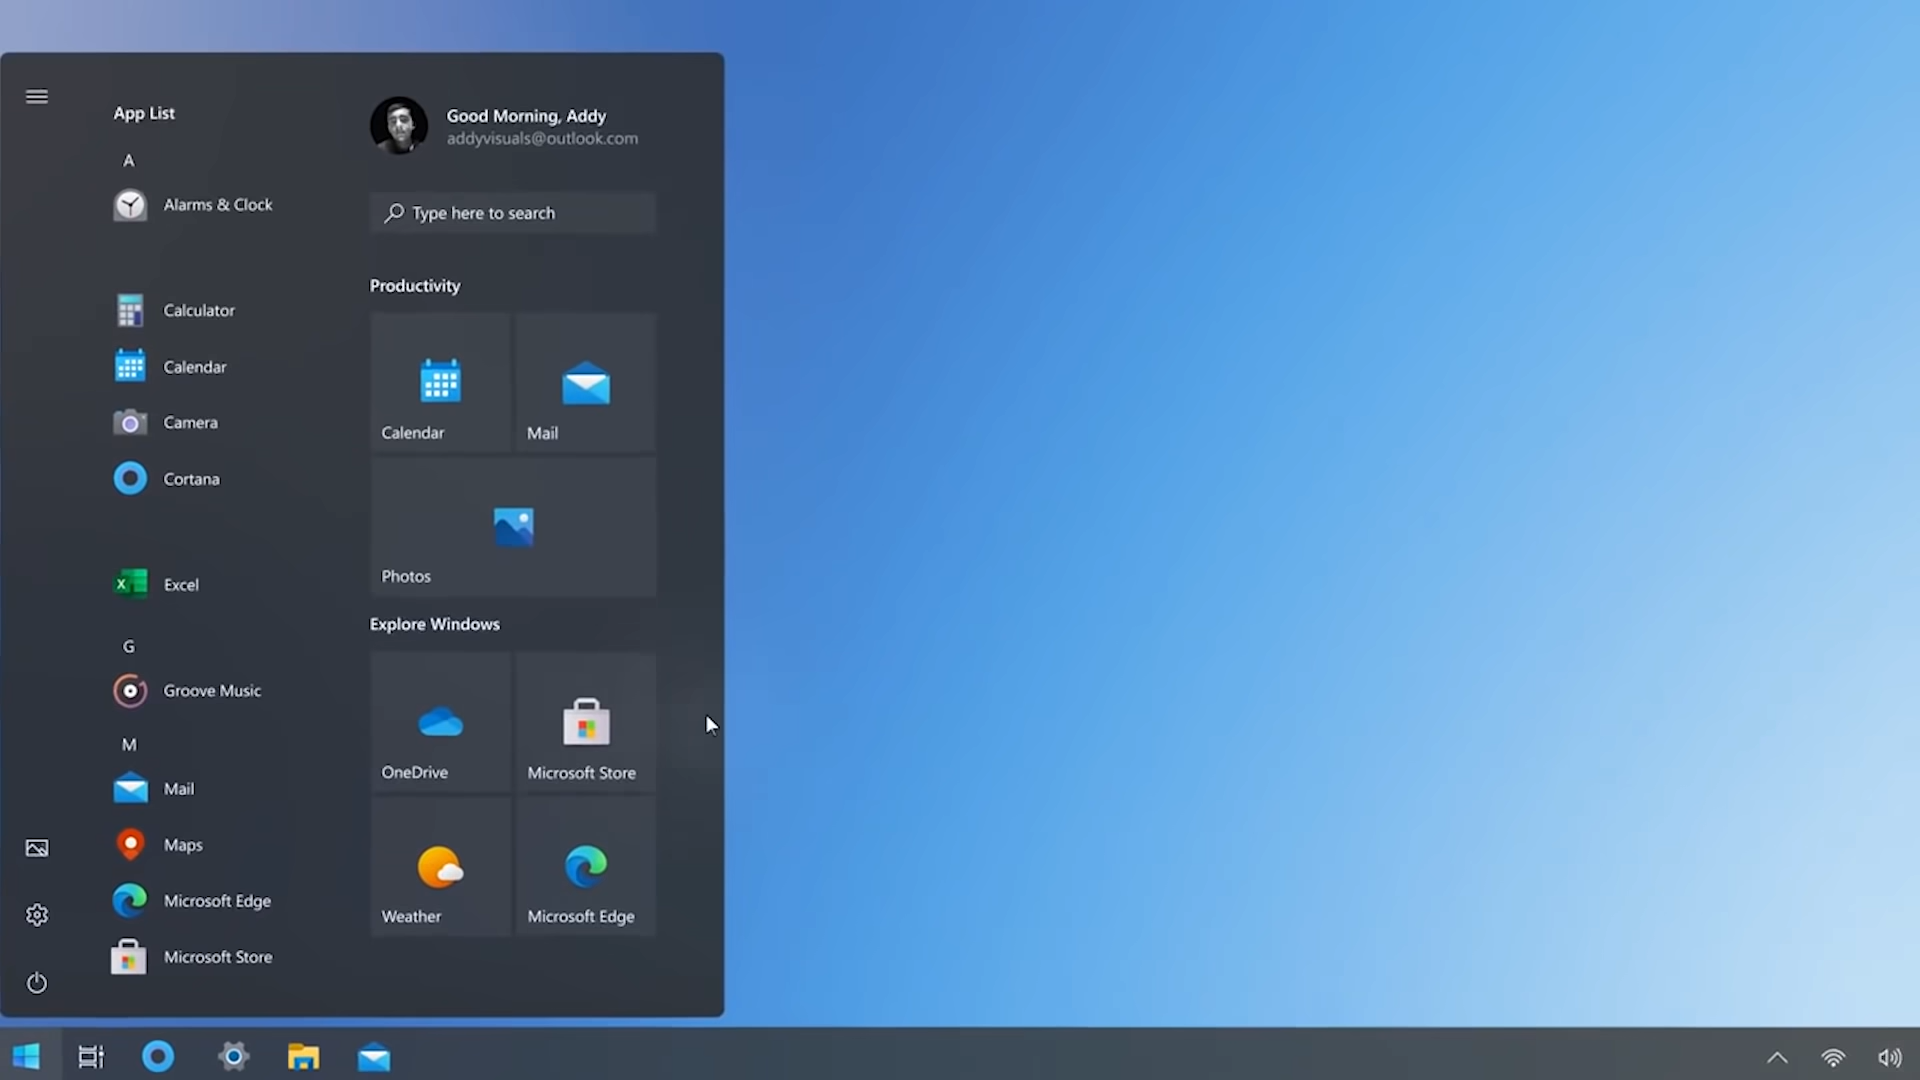 App List
A
Alarms & Clock
Calculator
Calendar
Camera
Cortana
Excel
G
Groove Music
M
Mail
Maps
Microsoft Edge
Microsoft Store
Good Morning, Addy
addyvisuals@outlook.com
Type here to search
Productivity
Calendar
Mail
Photos
Explore Windows
OneDrive
Microsoft Store
Weather
Microsoft Edge